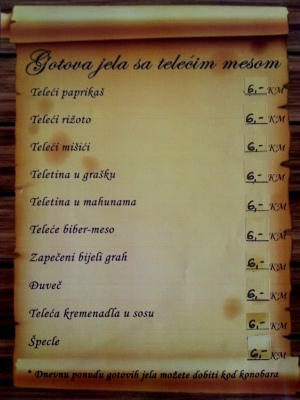 Gotova jela sa telećim mesom
Teleći paprikaš 6,- KM
Teleći rižoto 6,- KM
Teleći mišići 6,- KM
Teletina u grašku 6,- KM
Teletina u mahunama 6,- KM
Teleće biber-meso 6,- KM
Zapečeni bijeli grah 6,- KM
Đuveč 6,- KM
Teleća kremenadla u sosu 6,- KM
Špecle 6,- KM
* Dnevnu ponudu gotovih jela možete dobiti kod konobara